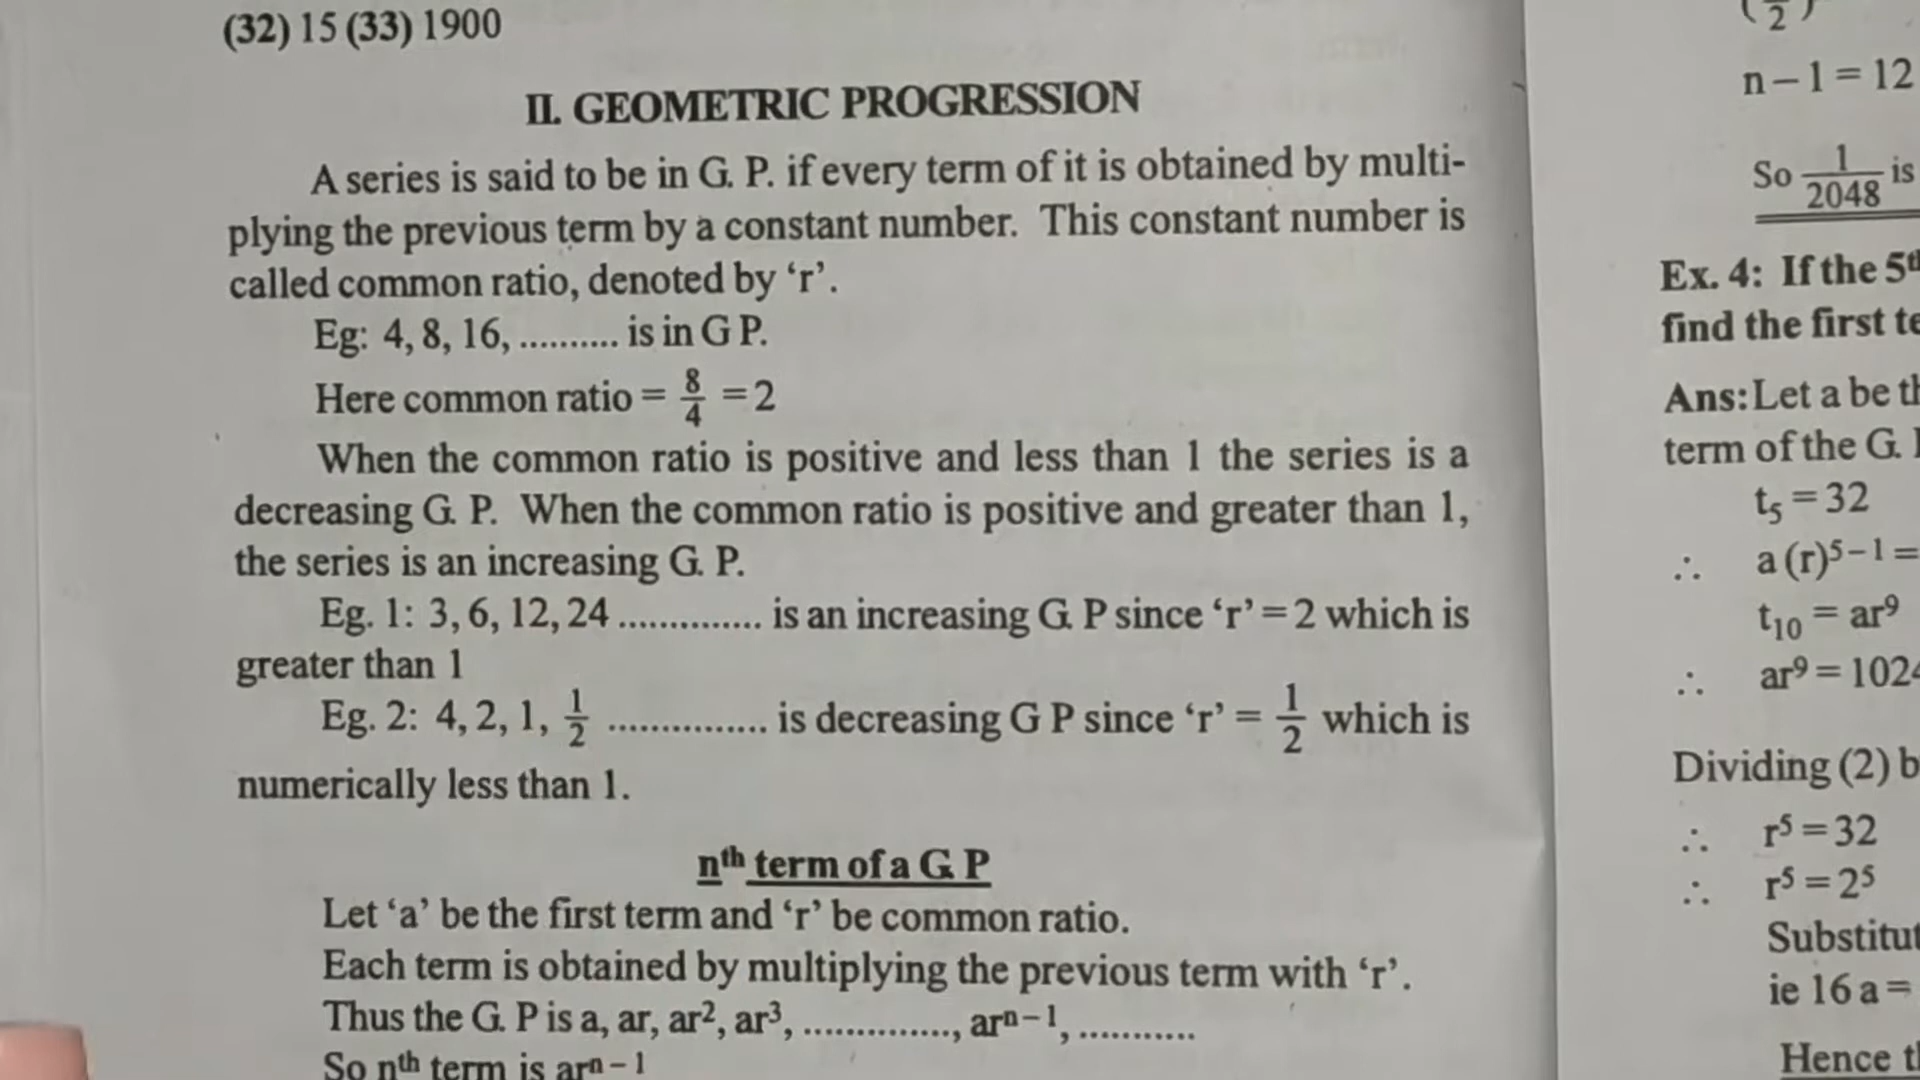 (32) 15 (33) 1900
II. GEOMETRIC PROGRESSION
A series is said to be in G. P. if every term of it is obtained by multi-
plying the previous term by a constant number. This constant number is
called common ratio, denoted by ‘r’.
Eg: 4, 8, 16, .......... is in G P.
Here common ratio = 8/4 = 2
When the common ratio is positive and less than 1 the series is a
decreasing G. P. When the common ratio is positive and greater than 1,
the series is an increasing G. P.
Eg. 1: 3, 6, 12, 24 .............. is an increasing G. P since ‘r’ = 2 which is
greater than 1
Eg. 2: 4, 2, 1, 1/2 ............... is decreasing G P since ‘r’ = 1/2 which is
numerically less than 1.
nᵗʰ term of a G. P
Let ‘a’ be the first term and ‘r’ be common ratio.
Each term is obtained by multiplying the previous term with ‘r’.
Thus the G. P is a, ar, ar², ar³, .............., arⁿ⁻¹, ...........
So nᵗʰ term is arⁿ⁻¹
n – 1 = 12
So 1/2048 is
Ex. 4: If the 5
find the first
Ans: Let a be
term of the G.
t₅ = 32
∴ a (r)⁵⁻¹ =
t₁₀ = ar⁹
∴ ar⁹ = 1024
Dividing (2)
∴ r⁵ = 32
∴ r⁵ = 2⁵
ie 16 a =
Hence